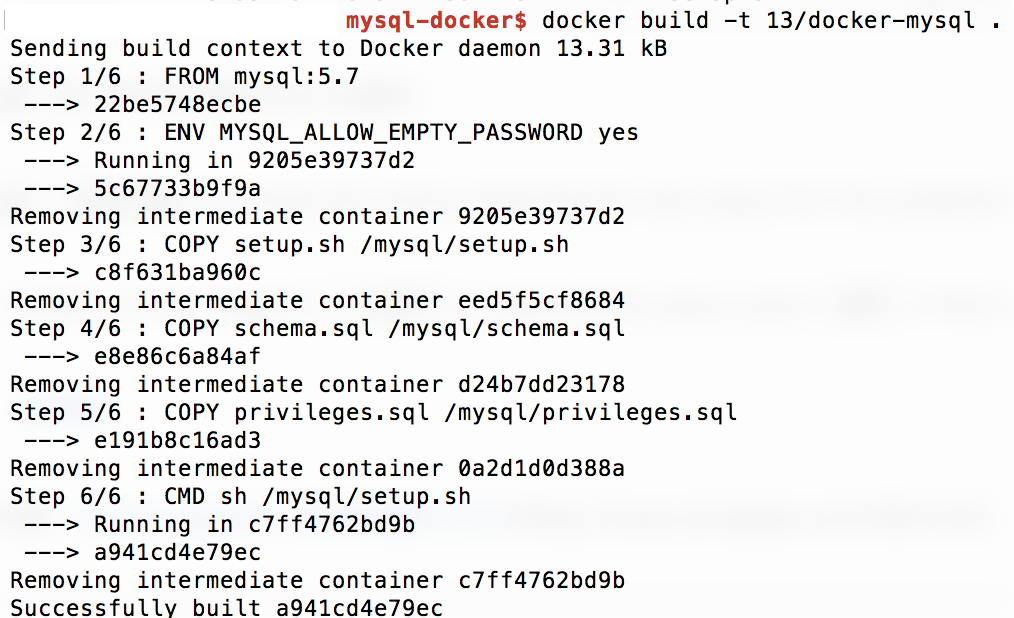 mysql-docker$ docker build -t 13/docker-mysql .
Sending build context to Docker daemon 13.31 kB
Step 1/6 : FROM mysql:5.7
 ---> 22be5748ecbe
Step 2/6 : ENV MYSQL_ALLOW_EMPTY_PASSWORD yes
 ---> Running in 9205e39737d2
 ---> 5c67733b9f9a
Removing intermediate container 9205e39737d2
Step 3/6 : COPY setup.sh /mysql/setup.sh
 ---> c8f631ba960c
Removing intermediate container eed5f5cf8684
Step 4/6 : COPY schema.sql /mysql/schema.sql
 ---> e8e86c6a84af
Removing intermediate container d24b7dd23178
Step 5/6 : COPY privileges.sql /mysql/privileges.sql
 ---> e191b8c16ad3
Removing intermediate container 0a2d1d0d388a
Step 6/6 : CMD sh /mysql/setup.sh
 ---> Running in c7ff4762bd9b
 ---> a941cd4e79ec
Removing intermediate container c7ff4762bd9b
Successfully built a941cd4e79ec